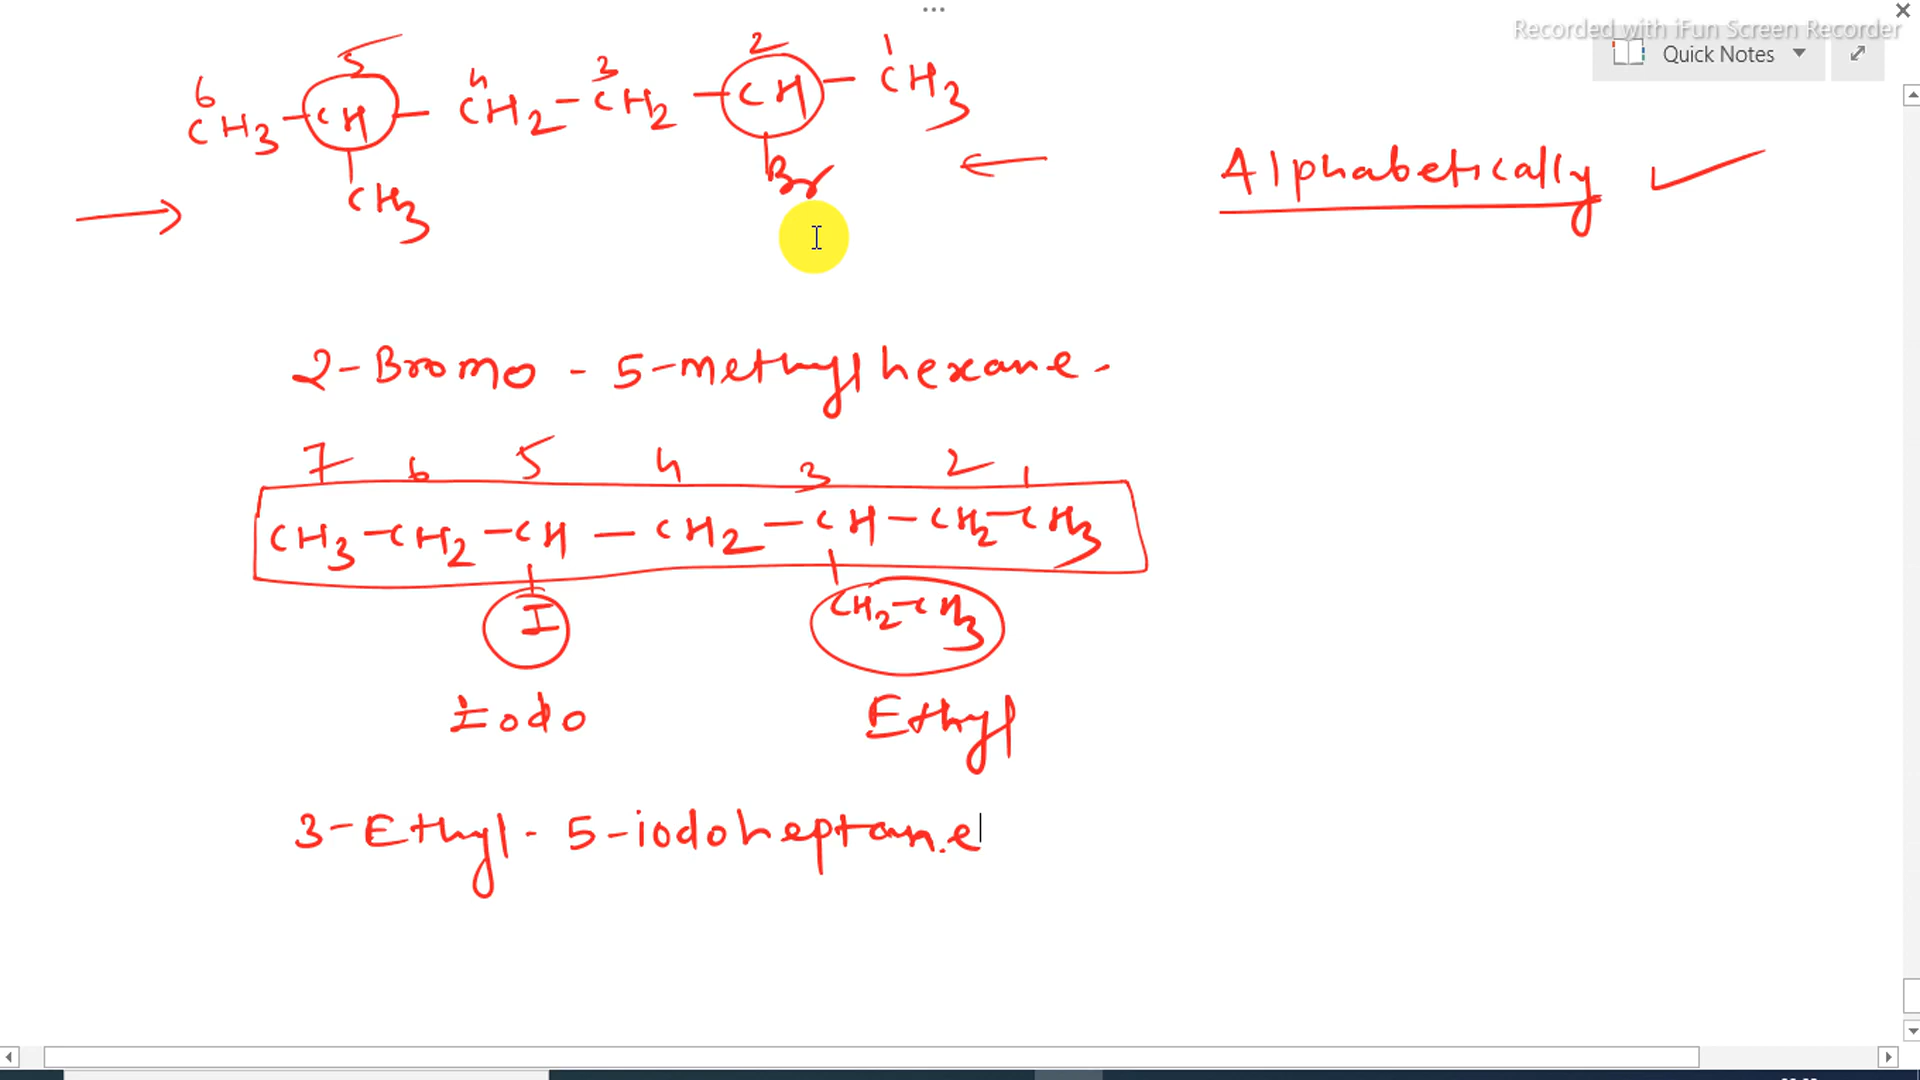 Recorded with iFun Screen Recorder
Quick Notes
6 5 4 3 2 1
CH3-CH-CH2-CH2-CH-CH3
CH3 Br
Alphabetically
2-Bromo-5-methylhexane.
7 6 5 4 3 2 1
CH3-CH2-CH-CH2-CH-CH2-CH3
I CH2-CH3
Iodo Ethyl
3-Ethyl-5-iodoheptane